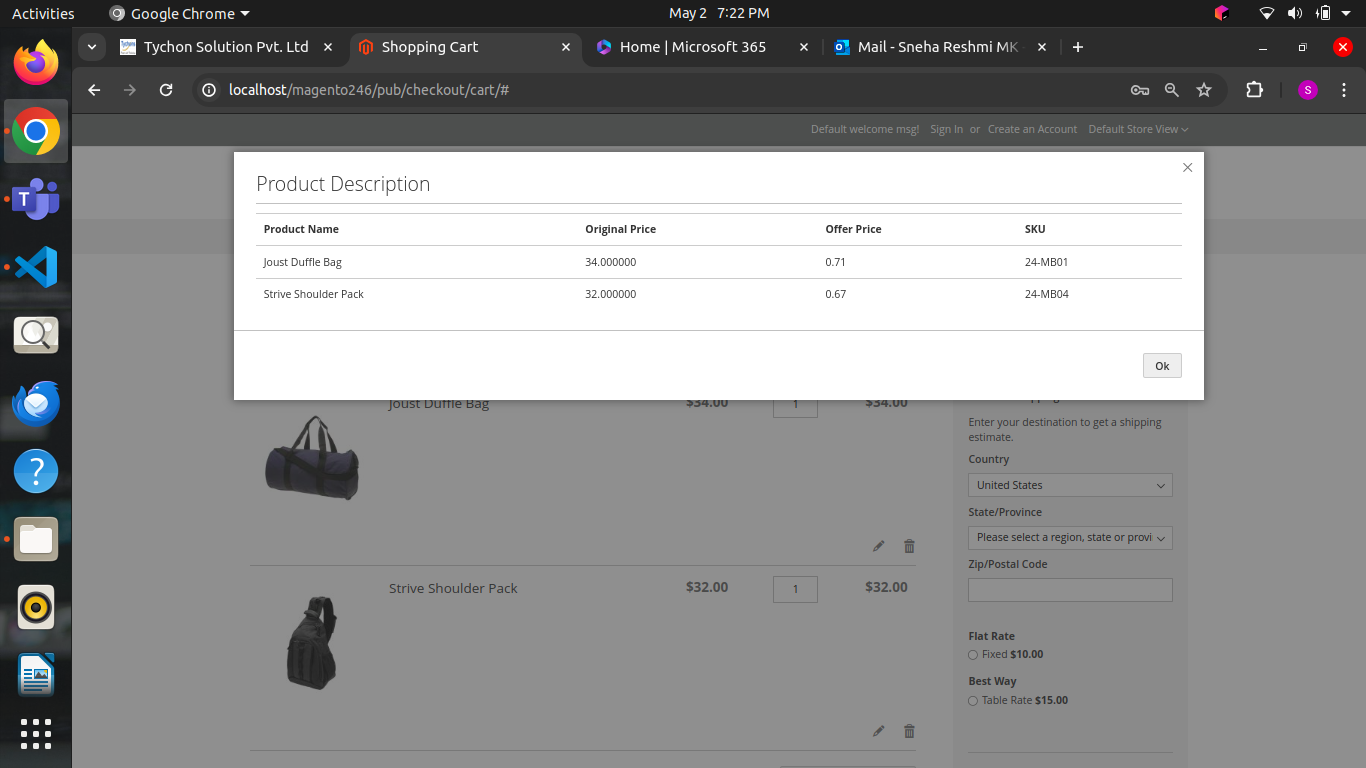 Activities Google Chrome May 2 7:22 PM
Tychon Solution Pvt. Ltd Shopping Cart Home | Microsoft 365 Mail - Sneha Reshmi MK
localhost/magento246/pub/checkout/cart/# S
Default welcome msg! Sign In or Create an Account Default Store View
Product Description
Product Name Original Price Offer Price SKU
Joust Duffle Bag 34.000000 0.71 24-MB01
Strive Shoulder Pack 32.000000 0.67 24-MB04
Ok
Joust Duffle Bag $34.00 1 $34.00
Enter your destination to get a shipping
estimate.
Country
United States
State/Province
Please select a region, state or provi
Zip/Postal Code
Strive Shoulder Pack $32.00 1 $32.00
Flat Rate
Fixed $10.00
Best Way
Table Rate $15.00